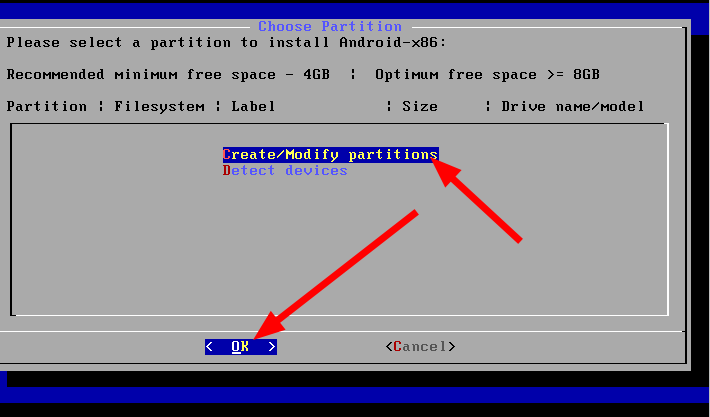 Choose Partition
Please select a partition to install Android-x86:
Recommended minimum free space - 4GB ¦ Optimum free space >= 8GB
Partition ¦ Filesystem ¦ Label ¦ Size ¦ Drive name/model
Create/Modify partitions
Detect devices
< OK > <Cancel>